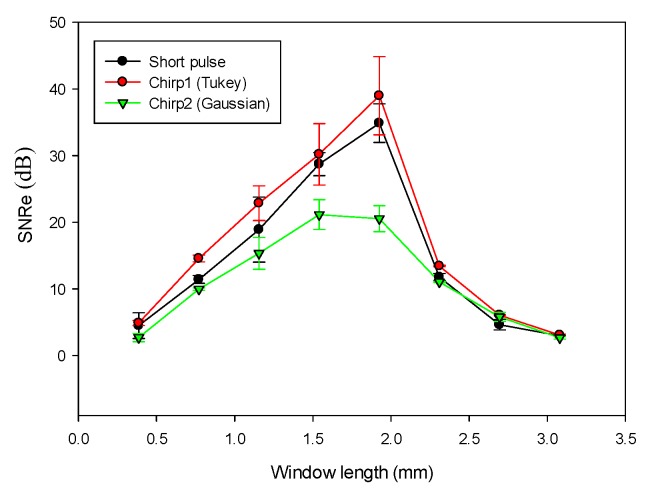 50
40
30
20
10
0
SNRe (dB)
Short pulse
Chirp1 (Tukey)
Chirp2 (Gaussian)
0.0 0.5 1.0 1.5 2.0 2.5 3.0 3.5
Window length (mm)